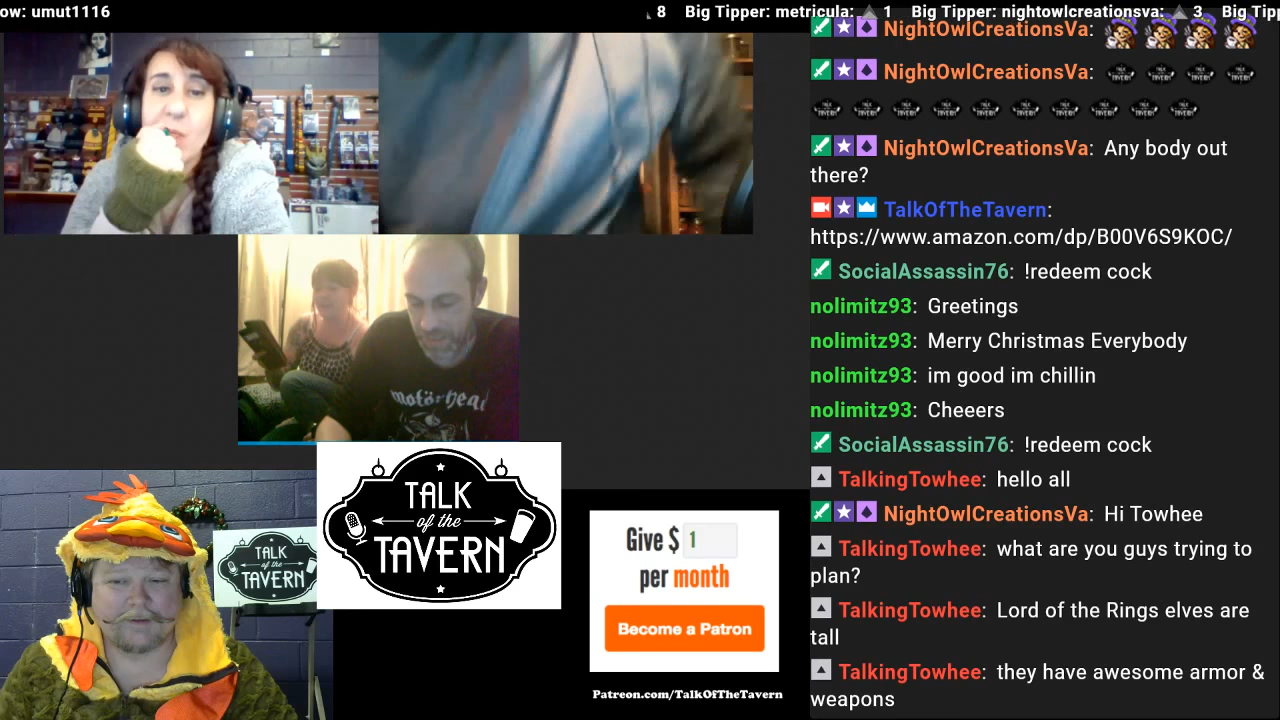 ow: umut1116
8 Big Tipper: metricula: 1 Big Tipper: nightowlcreationsva: 3 Big Tipp
NightOwlCreationsVa:
NightOwlCreationsVa:
NightOwlCreationsVa: Any body out
there?
TalkOfTheTavern:
https://www.amazon.com/dp/B00V6S9KOC/
SocialAssassin76: !redeem cock
nolimitz93: Greetings
nolimitz93: Merry Christmas Everybody
nolimitz93: im good im chillin
nolimitz93: Cheeers
SocialAssassin76: !redeem cock
TalkingTowhee: hello all
NightOwlCreationsVa: Hi Towhee
TalkingTowhee: what are you guys trying to
plan?
TalkingTowhee: Lord of the Rings elves are
tall
TalkingTowhee: they have awesome armor &
weapons
motörhead
TALK
of the
TAVERN
TALK
of the
TAVERN
Give $ 1
per month
Become a Patron
Patreon.com/TalkOfTheTavern